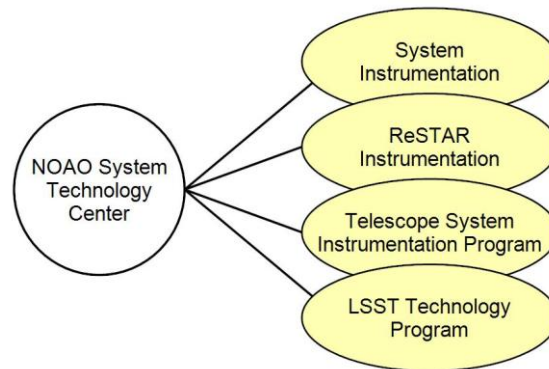 System
Instrumentation
ReSTAR
Instrumentation
NOAO System
Technology
Center
Telescope System
Instrumentation Program
LSST Technology
Program